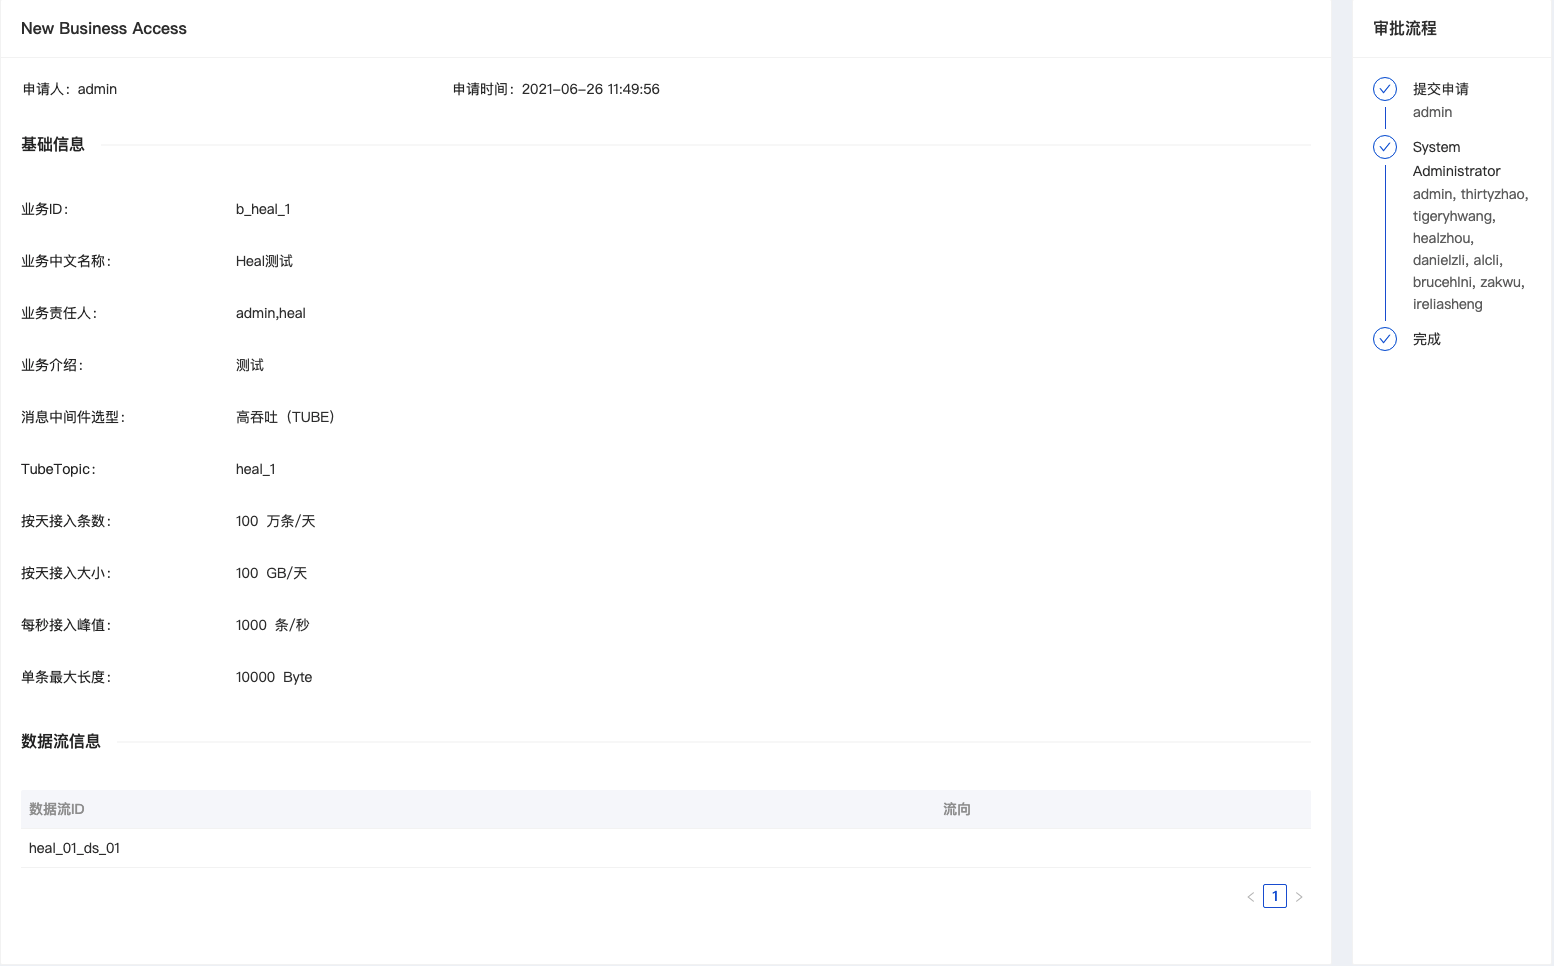 New Business Access
申请人：admin
申请时间：2021-06-26 11:49:56
基础信息
业务ID：
b_heal_1
业务中文名称：
Heal测试
业务责任人：
admin,heal
业务介绍：
测试
消息中间件选型：
高吞吐（TUBE）
TubeTopic：
heal_1
按天接入条数：
100 万条/天
按天接入大小：
100 GB/天
每秒接入峰值：
1000 条/秒
单条最大长度：
10000 Byte
数据流信息
数据流ID
流向
heal_01_ds_01
< 1 >
审批流程
提交申请
admin
System
Administrator
admin, thirtyzhao,
tigeryhwang,
healzhou,
danielzli, alcli,
brucehlni, zakwu,
ireliasheng
完成